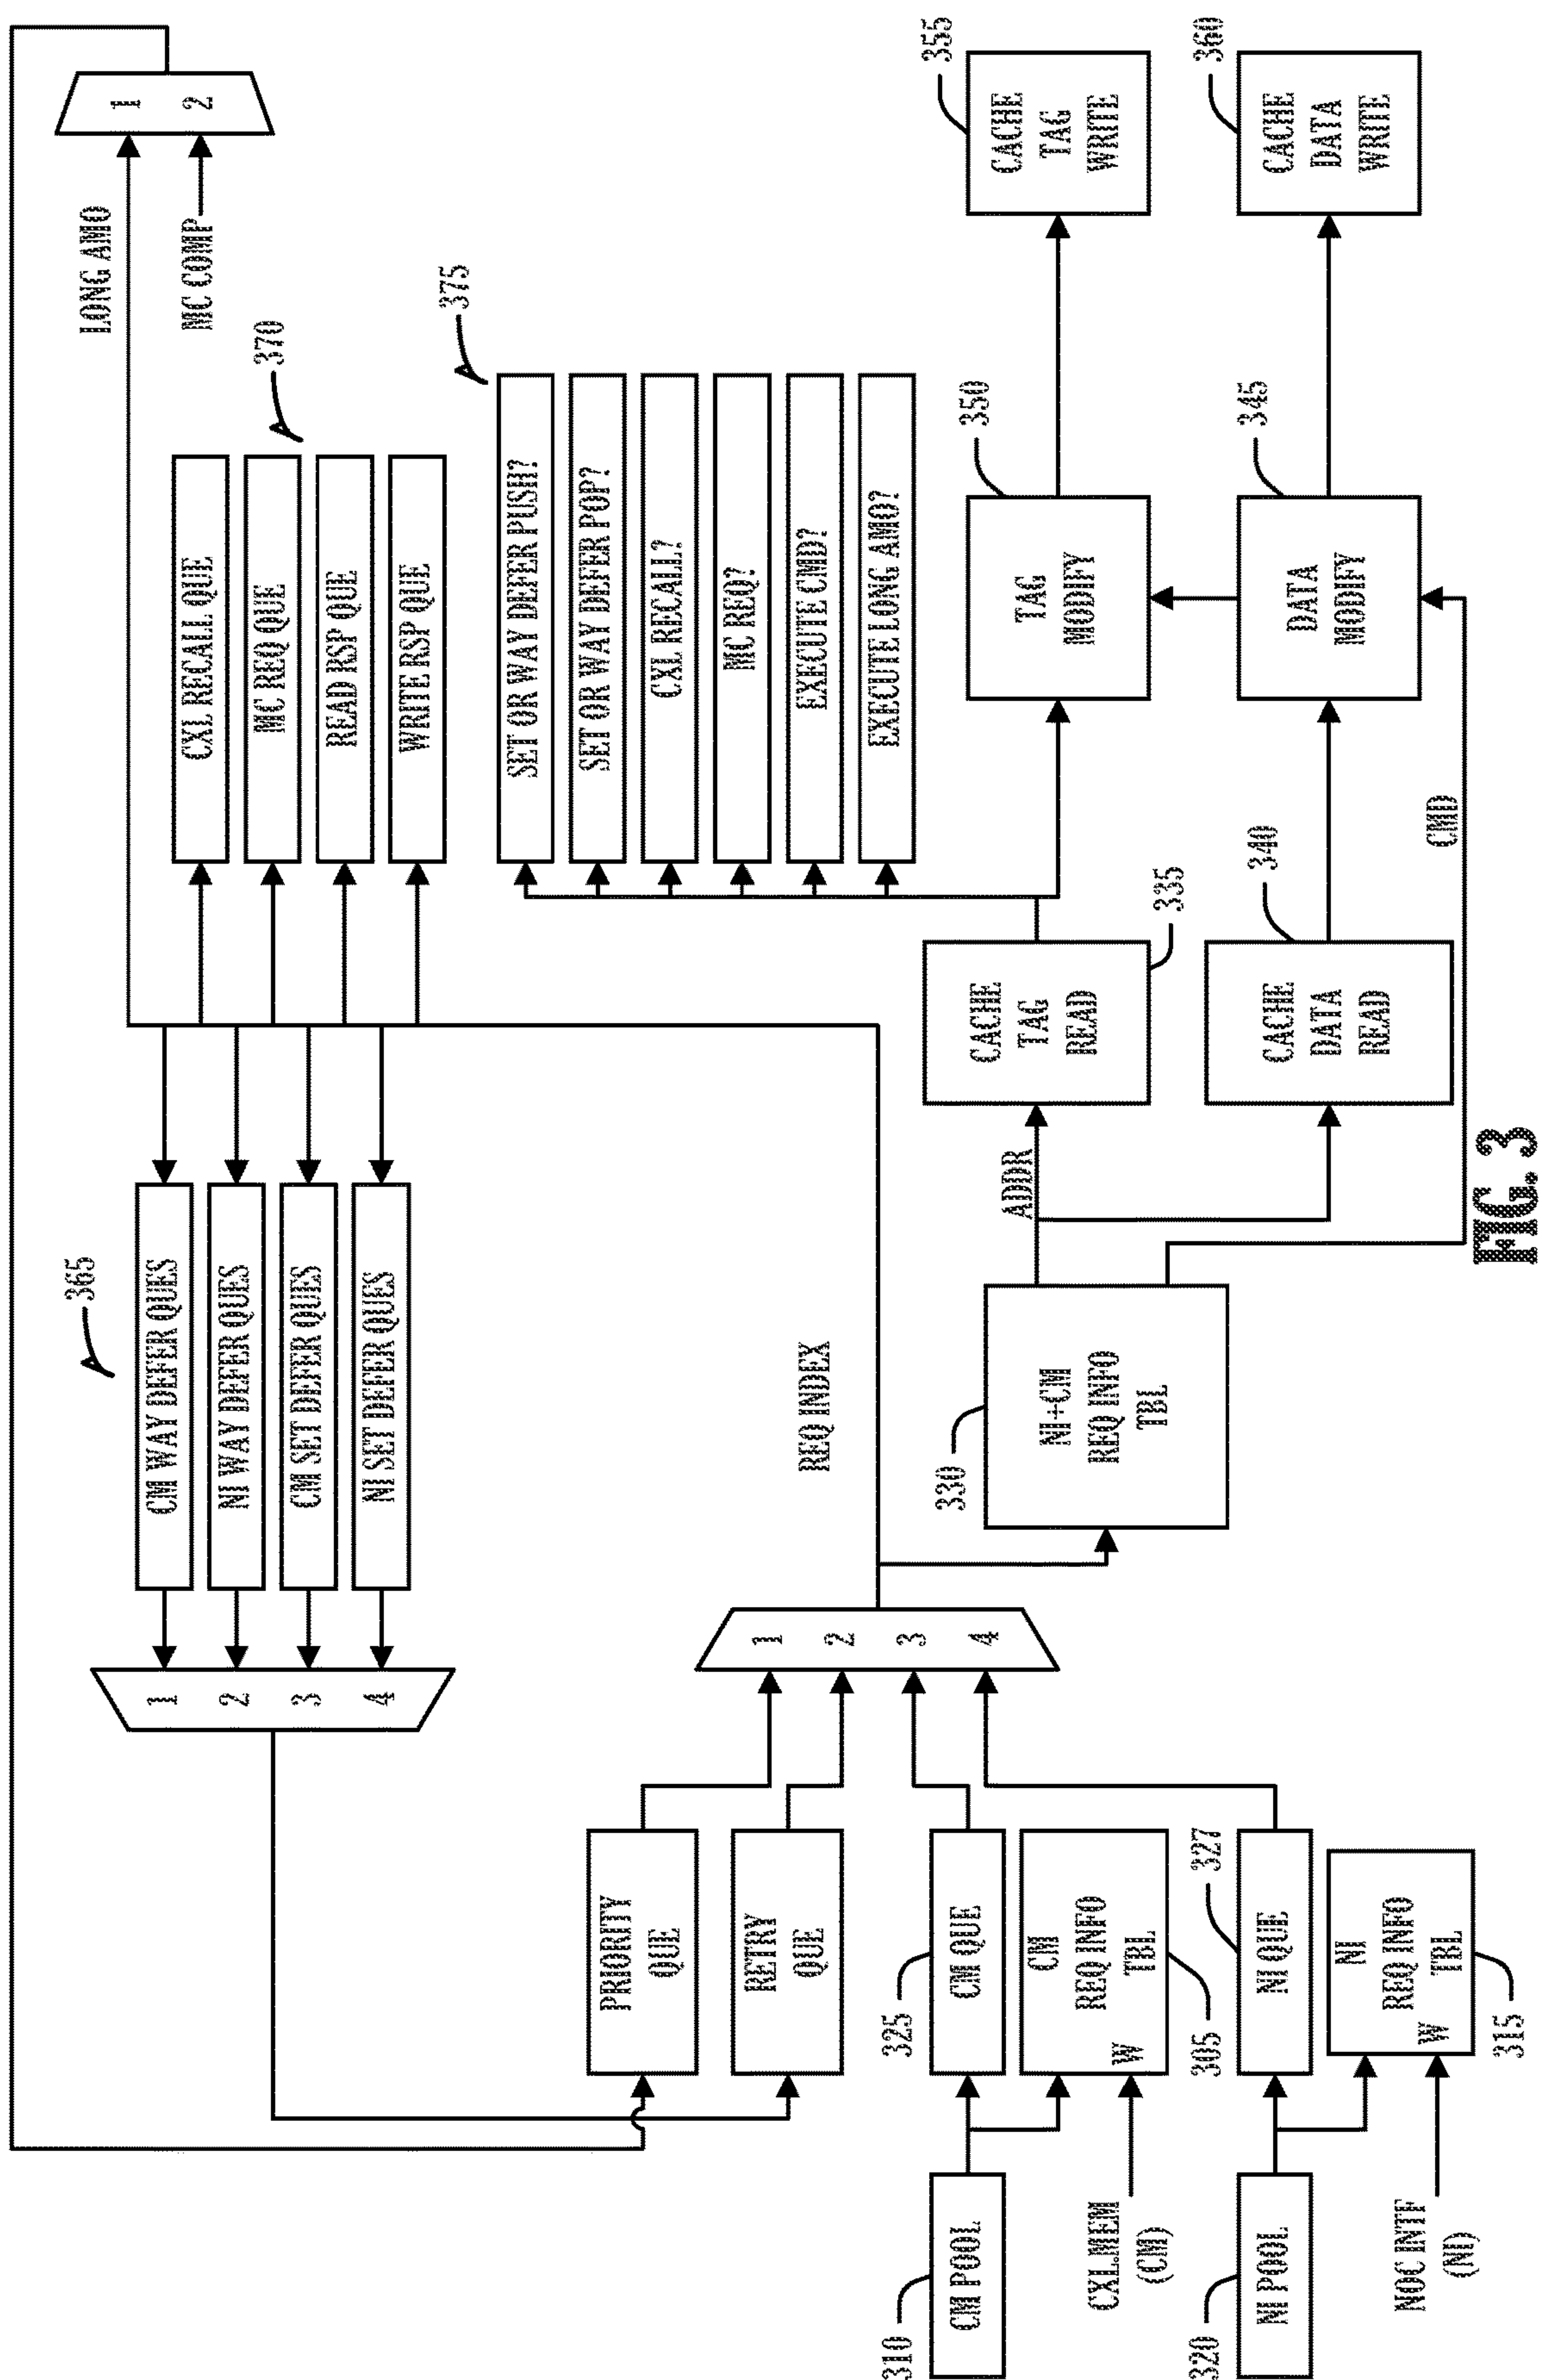 LONG AMO
MC COMP
1
2
365
CM WAY DEFER QUES
NI WAY DEFER QUES
CM SET DEFER QUES
NI SET DEFER QUES
1
2
3
4
370
CXL RECALL QUE
MC REQ QUE
READ RSP QUE
WRITE RSP QUE
375
SET OR WAY DEFER PUSH?
SET OR WAY DEFER POP?
CXL RECALL?
MC REQ?
EXECUTE CMD?
EXECUTE LONG AMO?
PRIORITY
QUE
RETRY
QUE
310
CM POOL
325
CM QUE
CXL.MEM
(CM)
CM
REQ INFO
TBL
W
305
320
NI POOL
327
NI QUE
NOC INTF
(NI)
NI
REQ INFO
TBL
W
315
1
2
3
4
REQ INDEX
330
NI+CM
REQ INFO
TBL
ADDR
CACHE
TAG
READ
335
340
CACHE
DATA
READ
CMD
350
TAG
MODIFY
345
DATA
MODIFY
355
CACHE
TAG
WRITE
360
CACHE
DATA
WRITE
FIG. 3